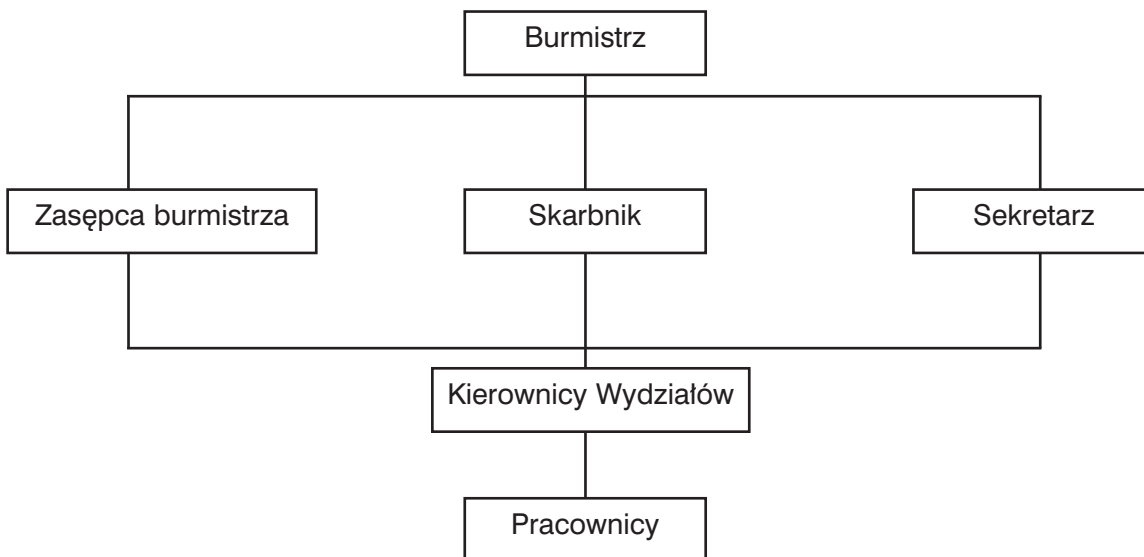 Burmistrz
Zasępca burmistrza
Skarbnik
Sekretarz
Kierownicy Wydziałów
Pracownicy